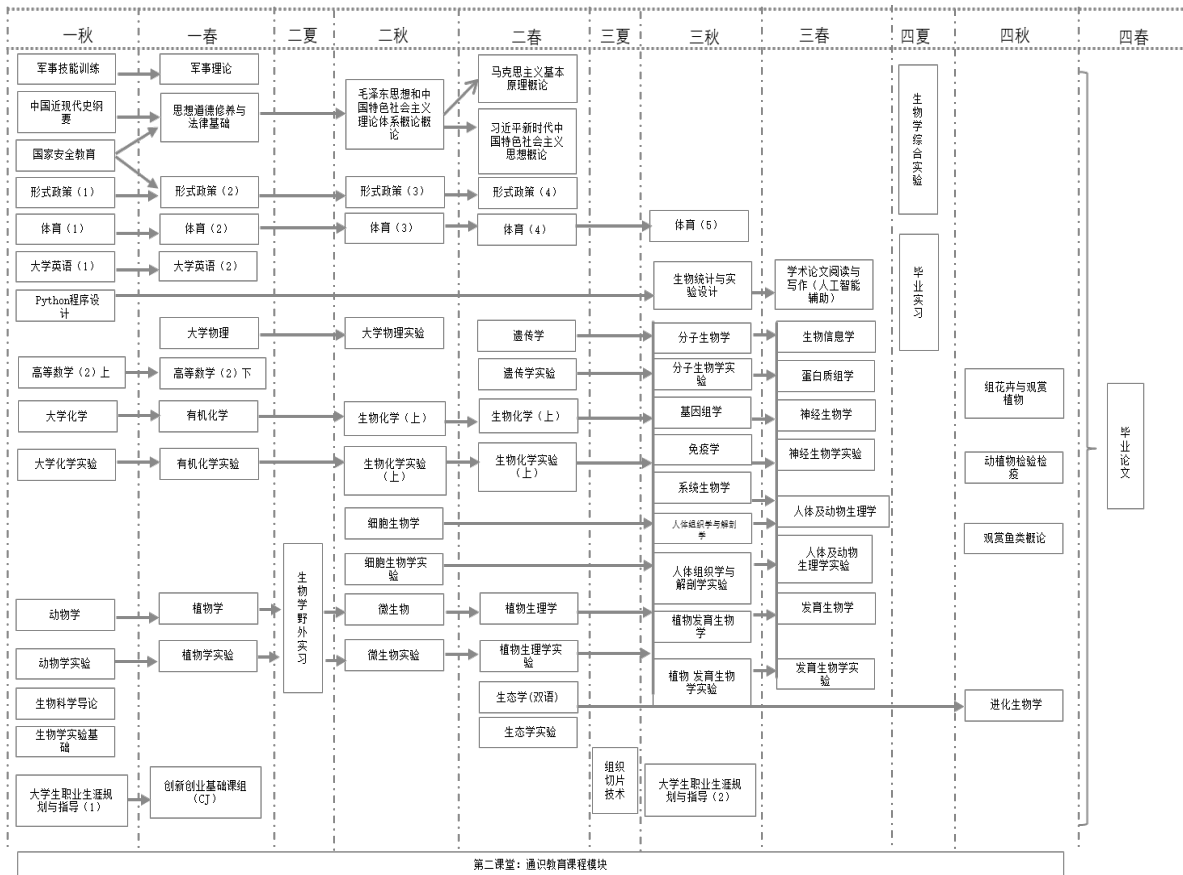 一秋
一春
二夏
二秋
二春
三夏
三秋
三春
四夏
四秋
四春
军事技能训练
中国近现代史纲
要
国家安全教育
形式政策（1）
体育（1）
大学英语（1）
Python程序设
计
高等数学（2）上
大学化学
大学化学实验
动物学
动物学实验
生物科学导论
生物学实验基
础
大学生职业生涯规
划与指导（1）
军事理论
思想道德修养与
法律基础
形式政策（2）
体育（2）
大学英语（2）
大学物理
高等数学（2）下
有机化学
有机化学实验
植物学
植物学实验
创新创业基础课组
（CJ）
生物学野外实习
毛泽东思想和中
国特色社会主义
理论体系概论概
论
形式政策（3）
体育（3）
大学物理实验
生物化学（上）
生物化学实验
（上）
细胞生物学
细胞生物学实
验
微生物
微生物实验
马克思主义基本
原理概论
习近平新时代中
国特色社会主义
思想概论
形式政策（4）
体育（4）
遗传学
遗传学实验
生物化学（上）
生物化学实验
（上）
植物生理学
植物生理学实
验
生态学(双语)
生态学实验
组织
切片
技术
体育（5）
生物统计与实
验设计
分子生物学
分子生物学实
验
基因组学
免疫学
系统生物学
人体组织学与解剖
学
人体组织学与
解剖学实验
植物发育生物
学
植物 发育生物
学实验
大学生职业生涯规
划与指导（2）
学术论文阅读与
写作（人工智能
辅助）
生物信息学
蛋白质组学
神经生物学
神经生物学实验
人体及动物生理学
人体及动物
生理学实验
发育生物学
发育生物学实
验
生物学综合实验
毕业实习
组花卉与观赏
植物
动植物检验检
疫
观赏鱼类概论
进化生物学
毕业论文
第二课堂：通识教育课程模块